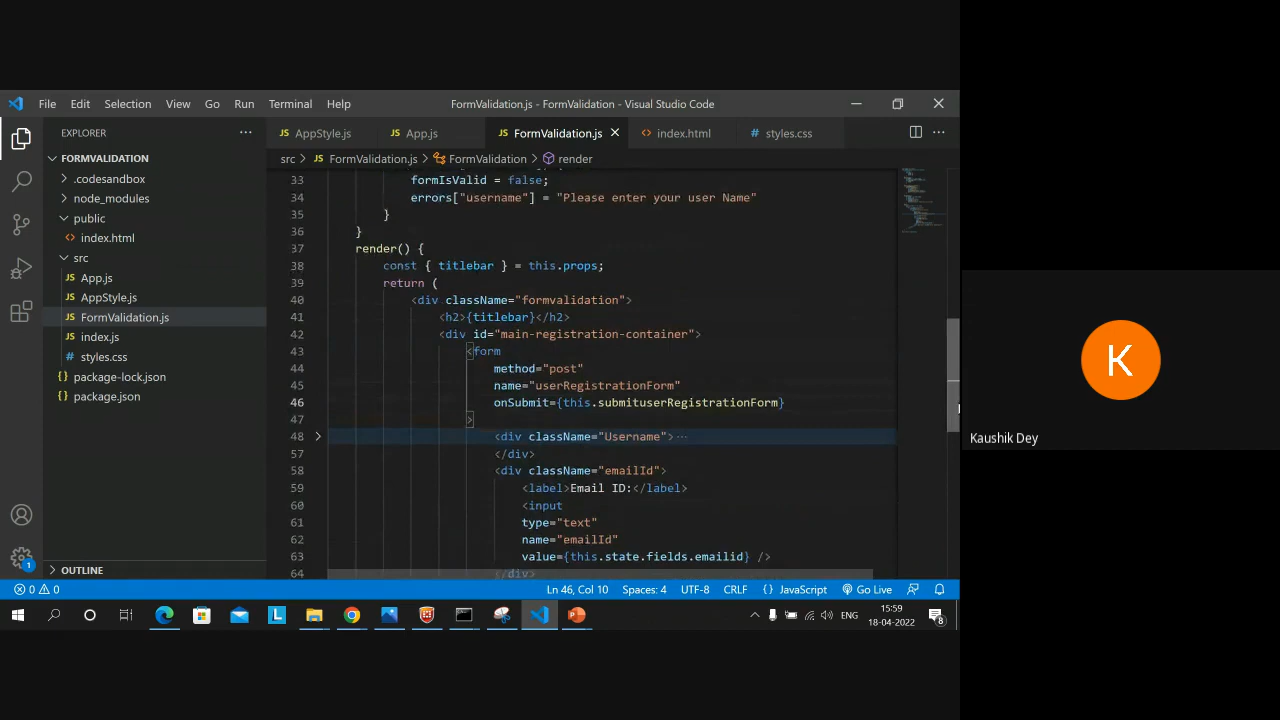 File Edit Selection View Go Run Terminal Help
FormValidation.js - FormValidation - Visual Studio Code
EXPLORER
FORMVALIDATION
.codesandbox
node_modules
public
index.html
src
App.js
AppStyle.js
FormValidation.js
index.js
styles.css
package-lock.json
package.json
OUTLINE
AppStyle.js App.js FormValidation.js index.html styles.css
src > FormValidation.js > FormValidation > render
33 formIsValid = false;
34 errors["username"] = "Please enter your user Name"
35 }
36 }
37 render() {
38 const { titlebar } = this.props;
39 return (
40 <div className="formvalidation">
41 <h2>{titlebar}</h2>
42 <div id="main-registration-container">
43 <form
44 method="post"
45 name="userRegistrationForm"
46 onSubmit={this.submituserRegistrationForm}
47 >
48 <div className="Username"> ...
57 </div>
58 <div className="emailId">
59 <label>Email ID:</label>
60 <input
61 type="text"
62 name="emailId"
63 value={this.state.fields.emailid} />
64 </div>
0 0
Ln 46, Col 10 Spaces: 4 UTF-8 CRLF {} JavaScript Go Live
1
ENG
15:59
18-04-2022
8
K
Kaushik Dey